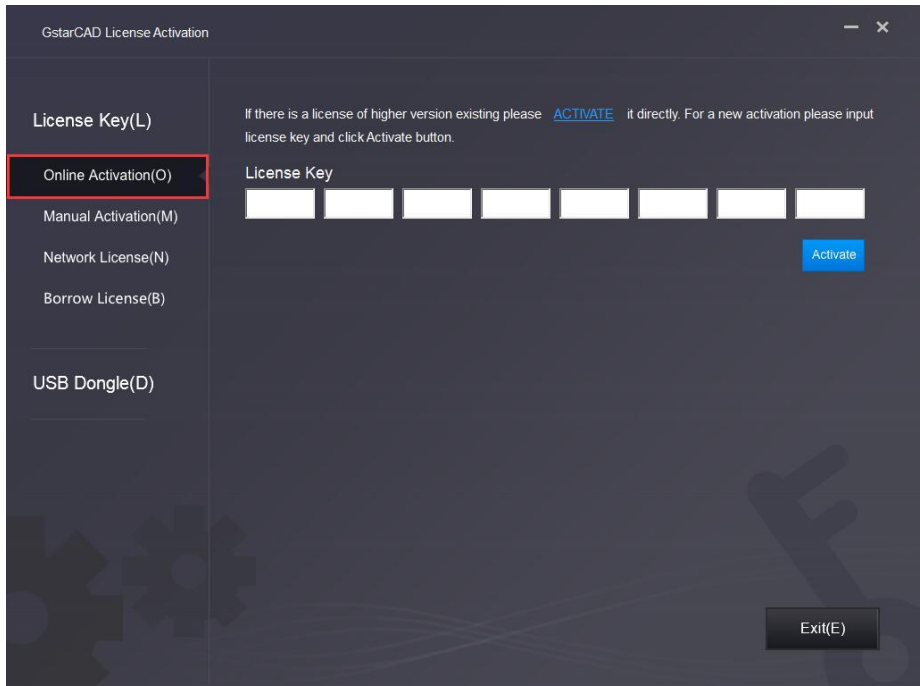 GstarCAD License Activation
License Key(L)
Online Activation(O)
Manual Activation(M)
Network License(N)
Borrow License(B)
USB Dongle(D)
If there is a license of higher version existing please ACTIVATE it directly. For a new activation please input
license key and click Activate button.
License Key
Activate
Exit(E)